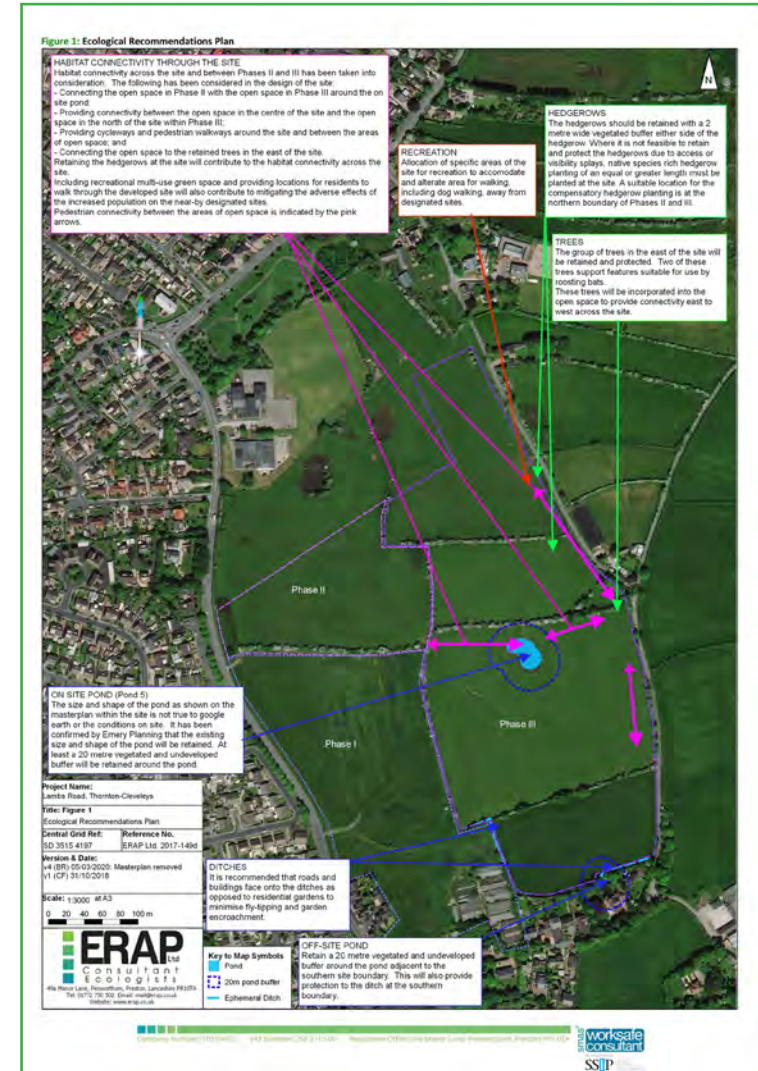 Figure 1: Ecological Recommendations Plan
HABITAT CONNECTIVITY THROUGH THE SITE
Habitat connectivity across the site and between Phases II and III has been taken into
consideration. The following has been considered in the design of the site:
- Connecting the open space in Phase II with the open space in Phase III around the on
site pond
- Providing connectivity between the open space in the centre of the site and the open
space in the north of the site within Phase III;
- Providing cycleways and pedestrian walkways around the site and between the areas
of open space; and
- Connecting the open space to the retained trees in the east of the site.
Retaining the hedgerows at the site will contribute to the habitat connectivity across the
site.
Including recreational multi-use green space and providing locations for residents to
walk through the developed site will also contribute to mitigating the adverse effects of
the increased population on the near-by designated sites.
Pedestrian connectivity between the areas of open space is indicated by the pink
arrows.
N
RECREATION
Allocation of specific areas of
the site for recreation to accomodate
and alterate area for walking,
including dog walking, away from
designated sites.
HEDGEROWS
The hedgerows should be retained with a 2
metre wide vegetated buffer either side of the
hedgerow. Where it is not feasible to retain
and protect the hedgerows due to access or
visibility splays, native species rich hedgerow
planting of an equal or greater length must be
planted at the site. A suitable location for the
compensatory hedgerow planting is at the
northern boundary of Phases II and III.
TREES
The group of trees in the east of the site will
be retained and protected. Two of these
trees support features suitable for use by
roosting bats.
These trees will be incorporated into the
open space to provide connectivity east to
west across the site.
Phase II
Phase III
Phase I
ON SITE POND (Pond 5)
The size and shape of the pond as shown on the
masterplan within the site is not true to google
earth or the conditions on site. It has been
confirmed by Emery Planning that the existing
size and shape of the pond will be retained. At
least a 20 metre vegetated and undeveloped
buffer will be retained around the pond.
Project Name:
Lambs Road, Thornton-Cleveleys
Title: Figure 1
Ecological Recommendations Plan
Central Grid Ref: Reference No.
SD 3515 4197 ERAP Ltd. 2017-149d
Version & Date:
v4 (BR) 05/03/2020: Masterplan removed
v1 (CF) 31/10/2018
Scale: 1:3000 at A3
0 20 40 60 80 100 m
DITCHES
It is recommended that roads and
buildings face onto the ditches as
opposed to residential gardens to
minimise fly-tipping and garden
encroachment.
OFF-SITE POND
Retain a 20 metre vegetated and undeveloped
buffer around the pond adjacent to the
southern site boundary. This will also provide
protection to the ditch at the southern
boundary.
Key to Map Symbols
Pond
20m pond buffer
Ephemeral Ditch
ERAP Ltd
Consultant
Ecologists
49a Manor Lane, Penwortham, Preston, Lancashire PR1 0TA
Tel: 01772 750 502 Email: mail@erap.co.uk
Website: www.erap.co.uk
smas worksafe
consultant
SSIP